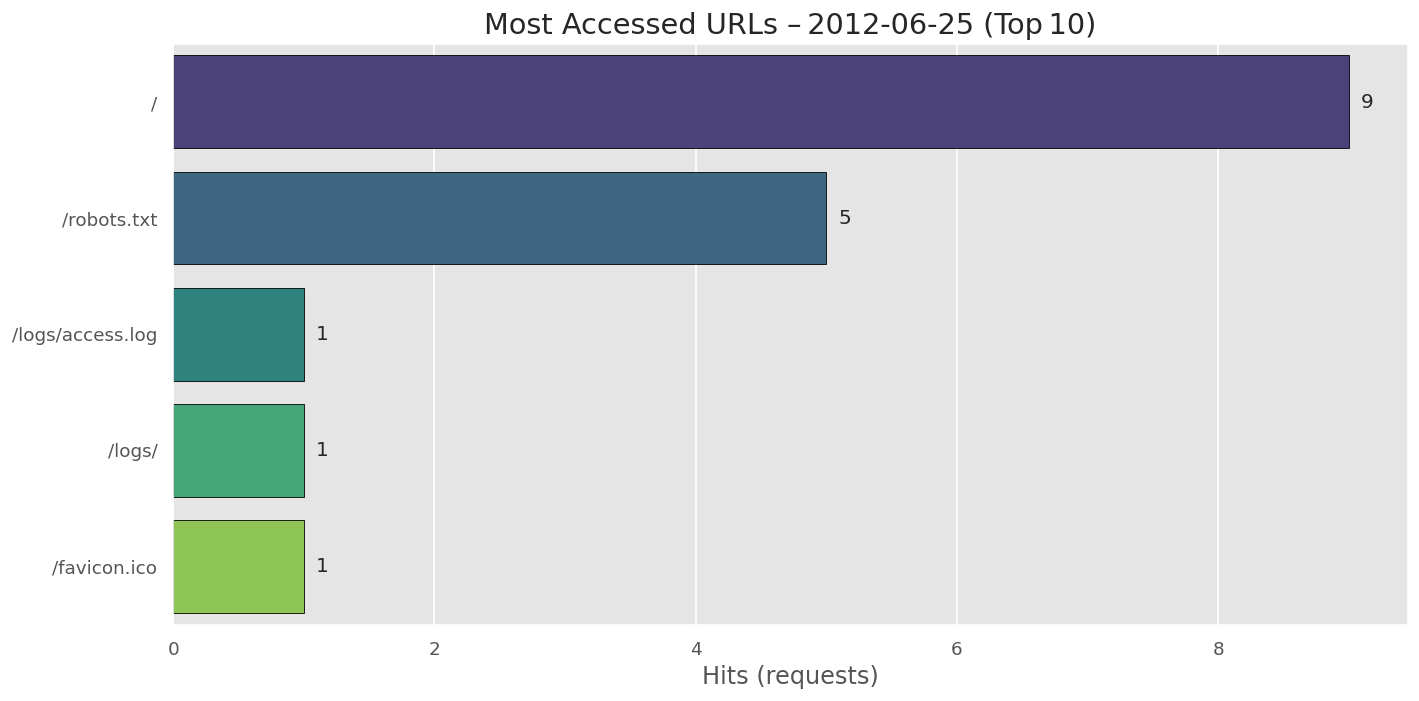 Most Accessed URLs – 2012-06-25 (Top 10)
/
9
/robots.txt
5
/logs/access.log
1
/logs/
1
/favicon.ico
1
0
2
4
6
8
Hits (requests)